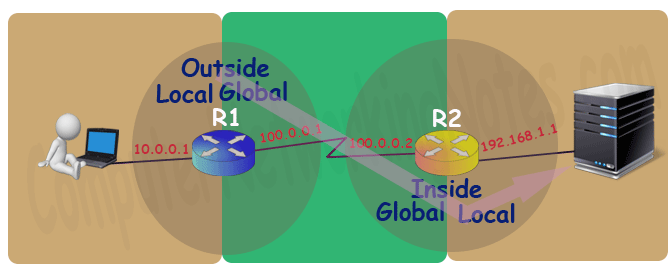 Outside
Local Global
R1
10.0.0.1
100.0.0.1
100.0.0.2
R2
192.168.1.1
Inside
Global Local